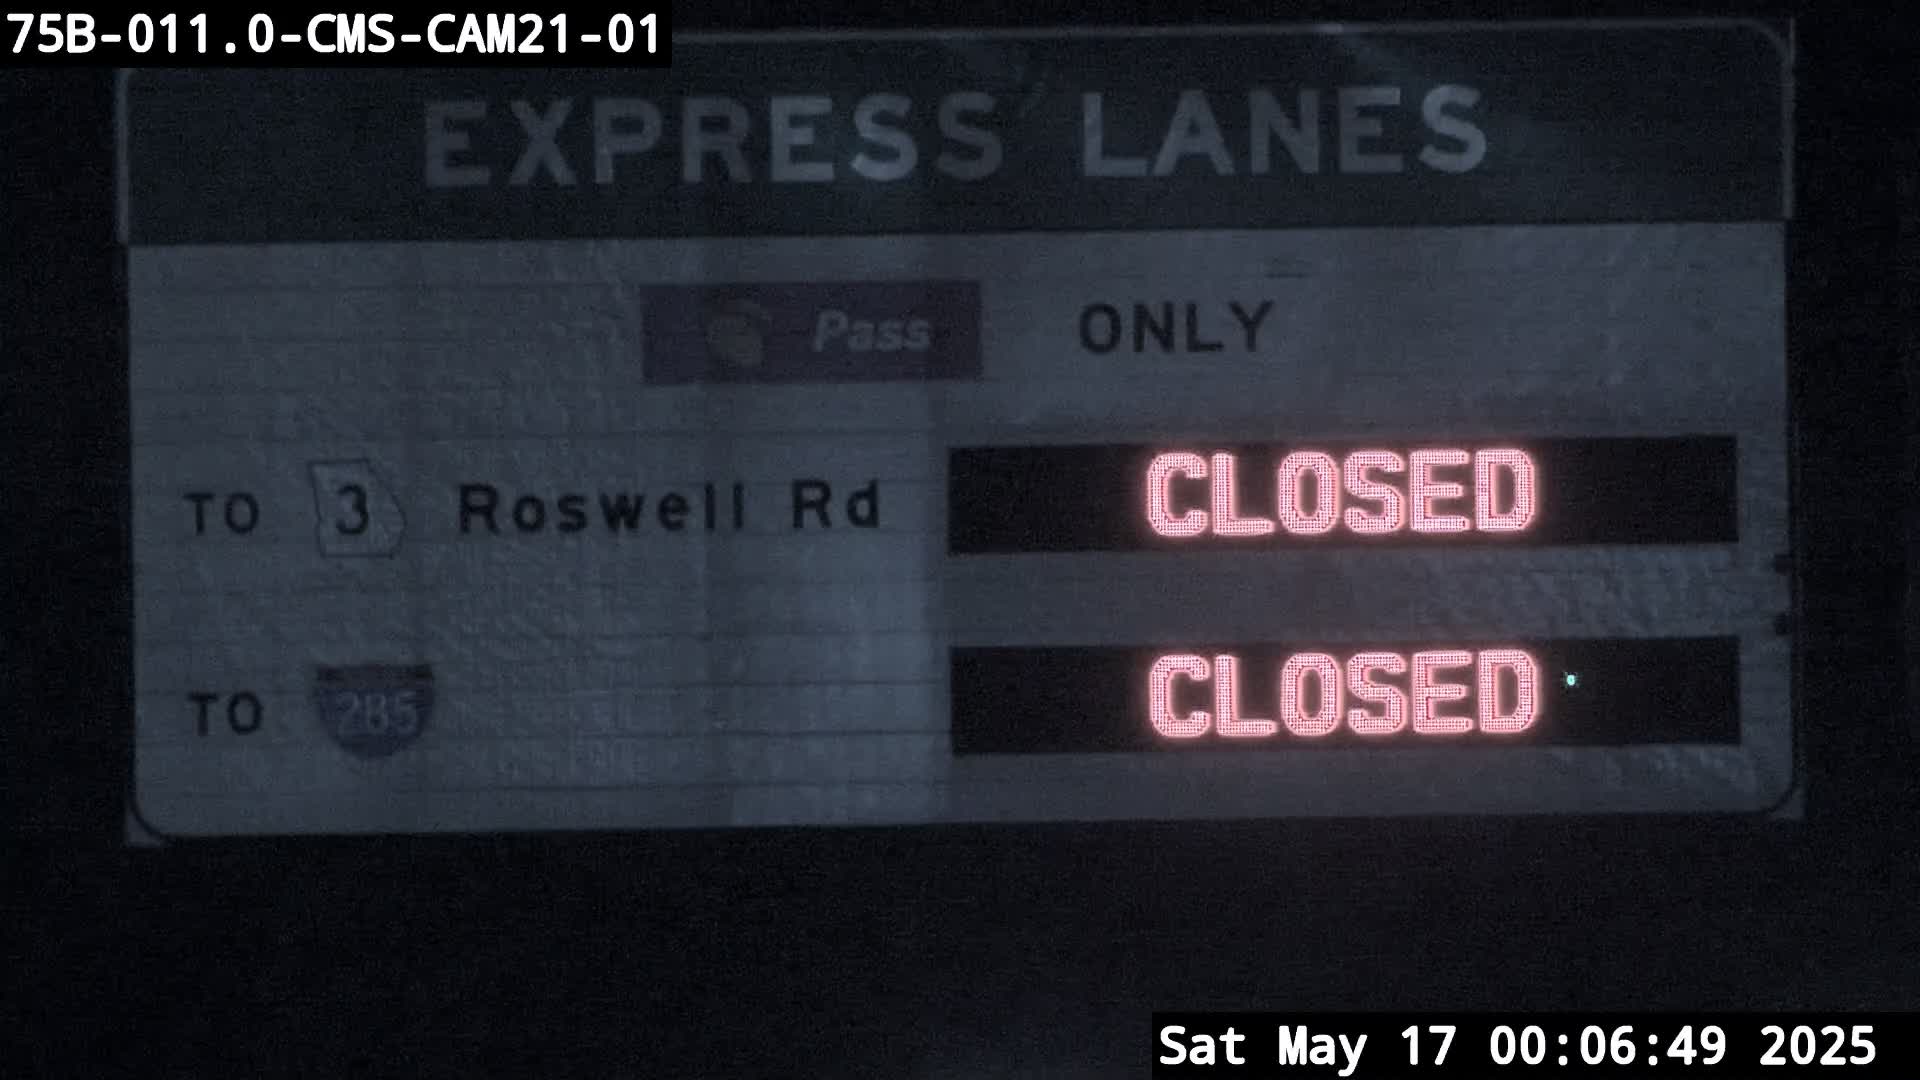 75B-011.0-CMS-CAM21-01
EXPRESS LANES
Pass ONLY
TO 3 Roswell Rd CLOSED
TO 285 CLOSED
Sat May 17 00:06:49 2025